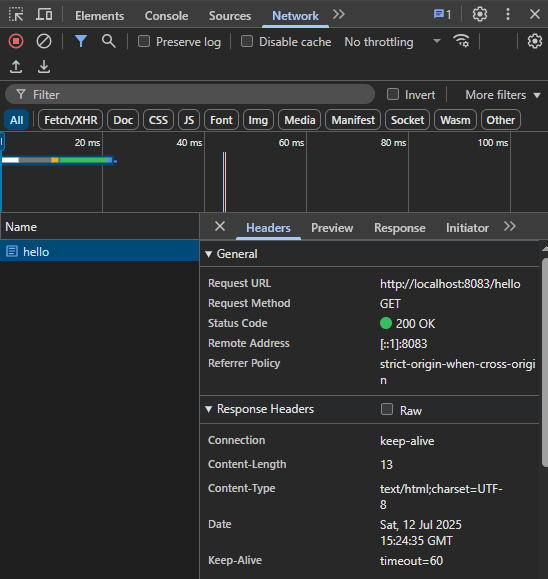 Elements Console Sources Network 1
Preserve log Disable cache No throttling
Filter Invert More filters
All Fetch/XHR Doc CSS JS Font Img Media Manifest Socket Wasm Other
20 ms 40 ms 60 ms 80 ms 100 ms
Name
hello
Headers Preview Response Initiator
General
Request URL http://localhost:8083/hello
Request Method GET
Status Code 200 OK
Remote Address [::1]:8083
Referrer Policy strict-origin-when-cross-origi
n
Response Headers Raw
Connection keep-alive
Content-Length 13
Content-Type text/html;charset=UTF-
8
Date Sat, 12 Jul 2025
15:24:35 GMT
Keep-Alive timeout=60